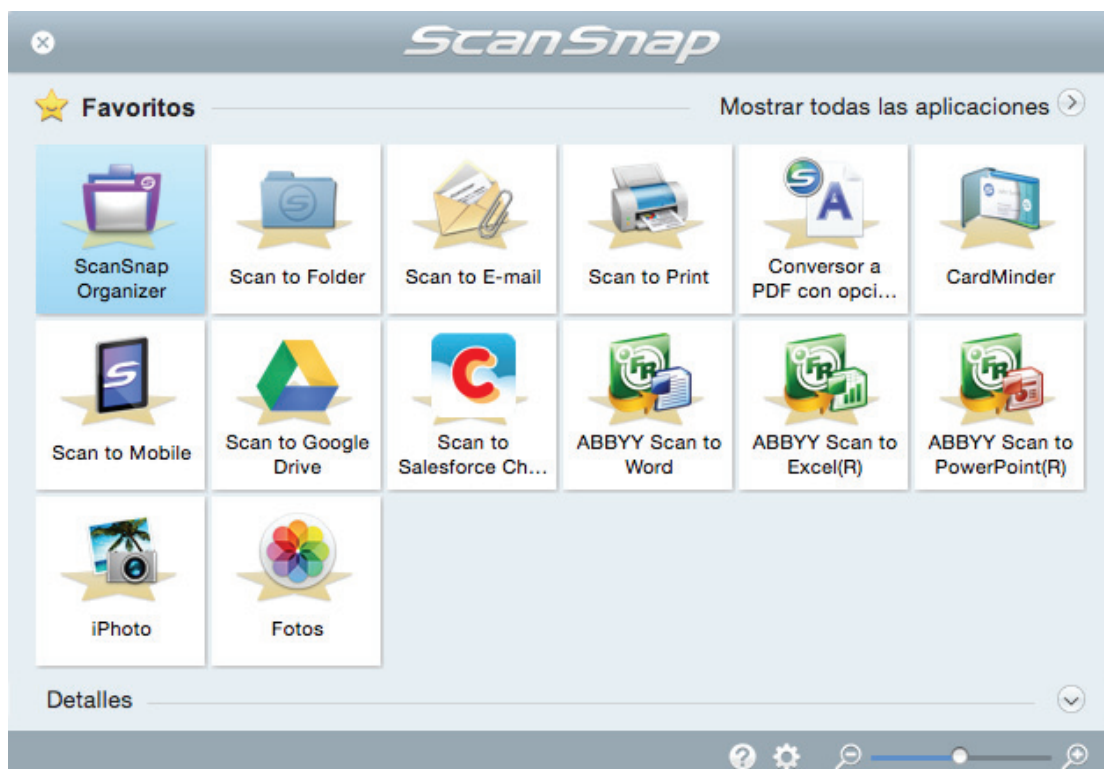 ScanSnap
Favoritos
Mostrar todas las aplicaciones
ScanSnap
Organizer
Scan to Folder
Scan to E-mail
Scan to Print
Conversor a
PDF con opci...
CardMinder
Scan to Mobile
Scan to Google
Drive
Scan to
Salesforce Ch...
ABBYY Scan to
Word
ABBYY Scan to
Excel(R)
ABBYY Scan to
PowerPoint(R)
iPhoto
Fotos
Detalles